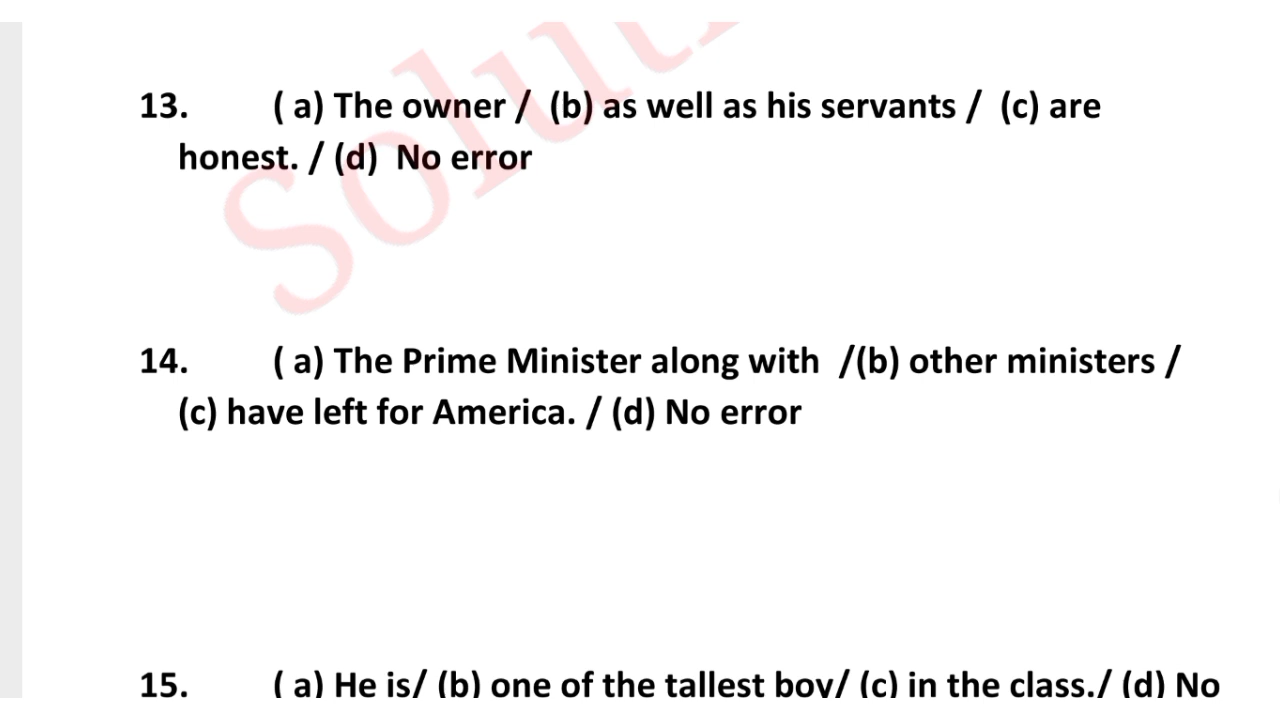 13. ( a) The owner / (b) as well as his servants / (c) are
honest. / (d) No error
14. ( a) The Prime Minister along with /(b) other ministers /
(c) have left for America. / (d) No error
15. ( a) He is/ (b) one of the tallest boy/ (c) in the class./ (d) No